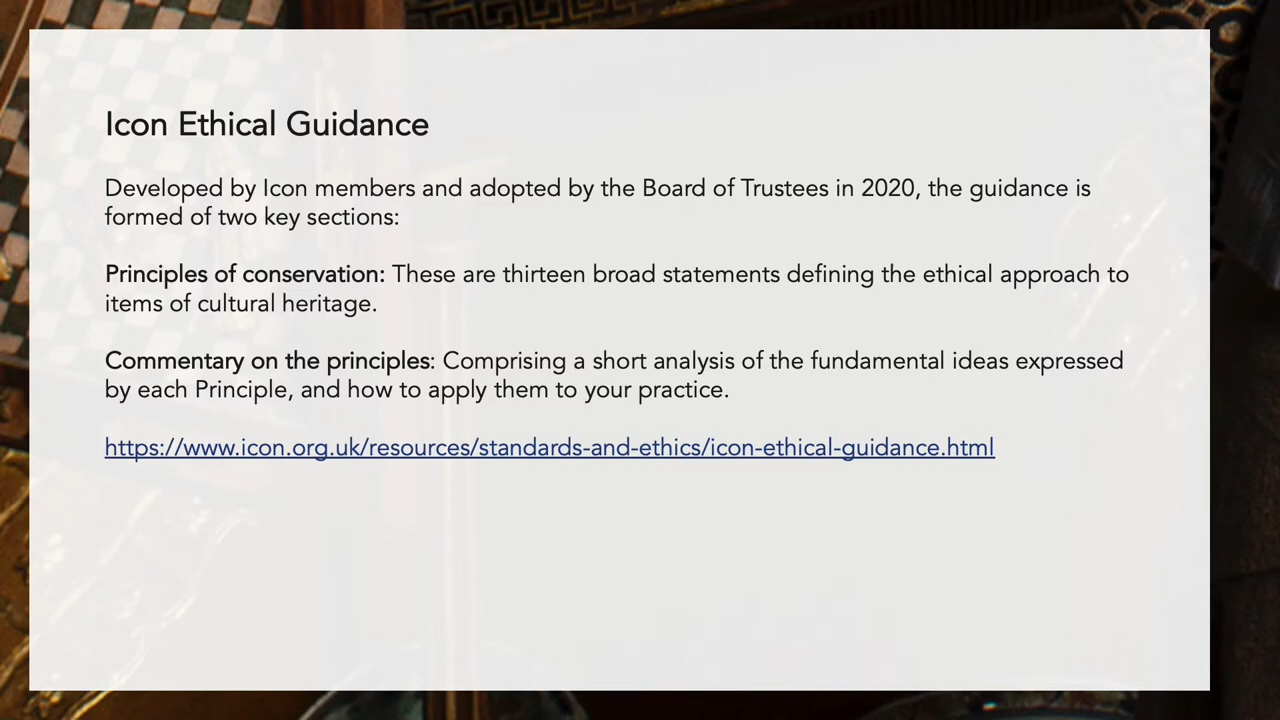 Icon Ethical Guidance
Developed by Icon members and adopted by the Board of Trustees in 2020, the guidance is
formed of two key sections:
Principles of conservation: These are thirteen broad statements defining the ethical approach to
items of cultural heritage.
Commentary on the principles: Comprising a short analysis of the fundamental ideas expressed
by each Principle, and how to apply them to your practice.
https://www.icon.org.uk/resources/standards-and-ethics/icon-ethical-guidance.html